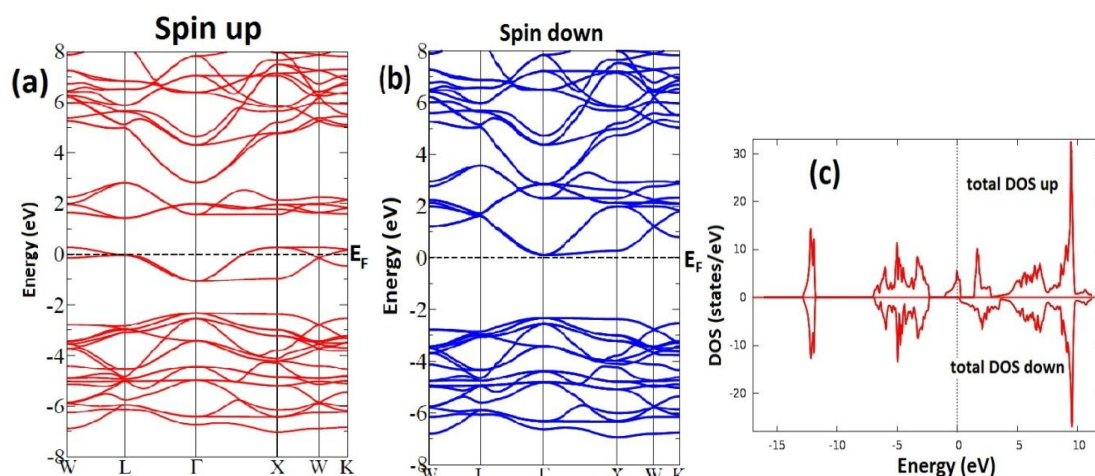 Spin up
(a)
8
6
4
2
0
-2
-4
-6
-8
Energy (eV)
E_F
W L Γ X W K
Spin down
(b)
8
6
4
2
0
-2
-4
-6
-8
Energy (eV)
E_F
W L Γ X W K
(c)
total DOS up
total DOS down
30
20
10
0
-10
-20
DOS (states/eV)
-15 -10 -5 0 5 10
Energy (eV)